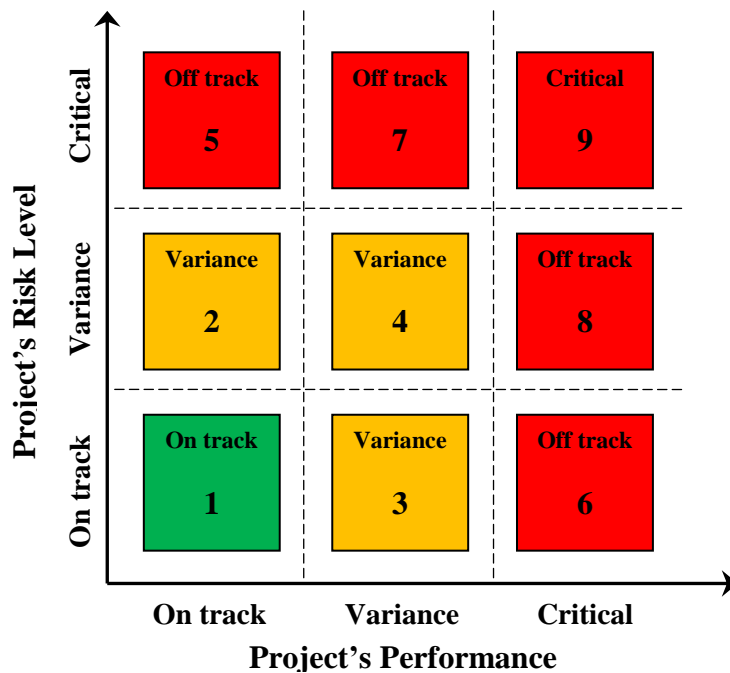 Project's Risk Level
Critical
Variance
On track
Off track
5
Off track
7
Critical
9
Variance
2
Variance
4
Off track
8
On track
1
Variance
3
Off track
6
On track
Variance
Critical
Project's Performance